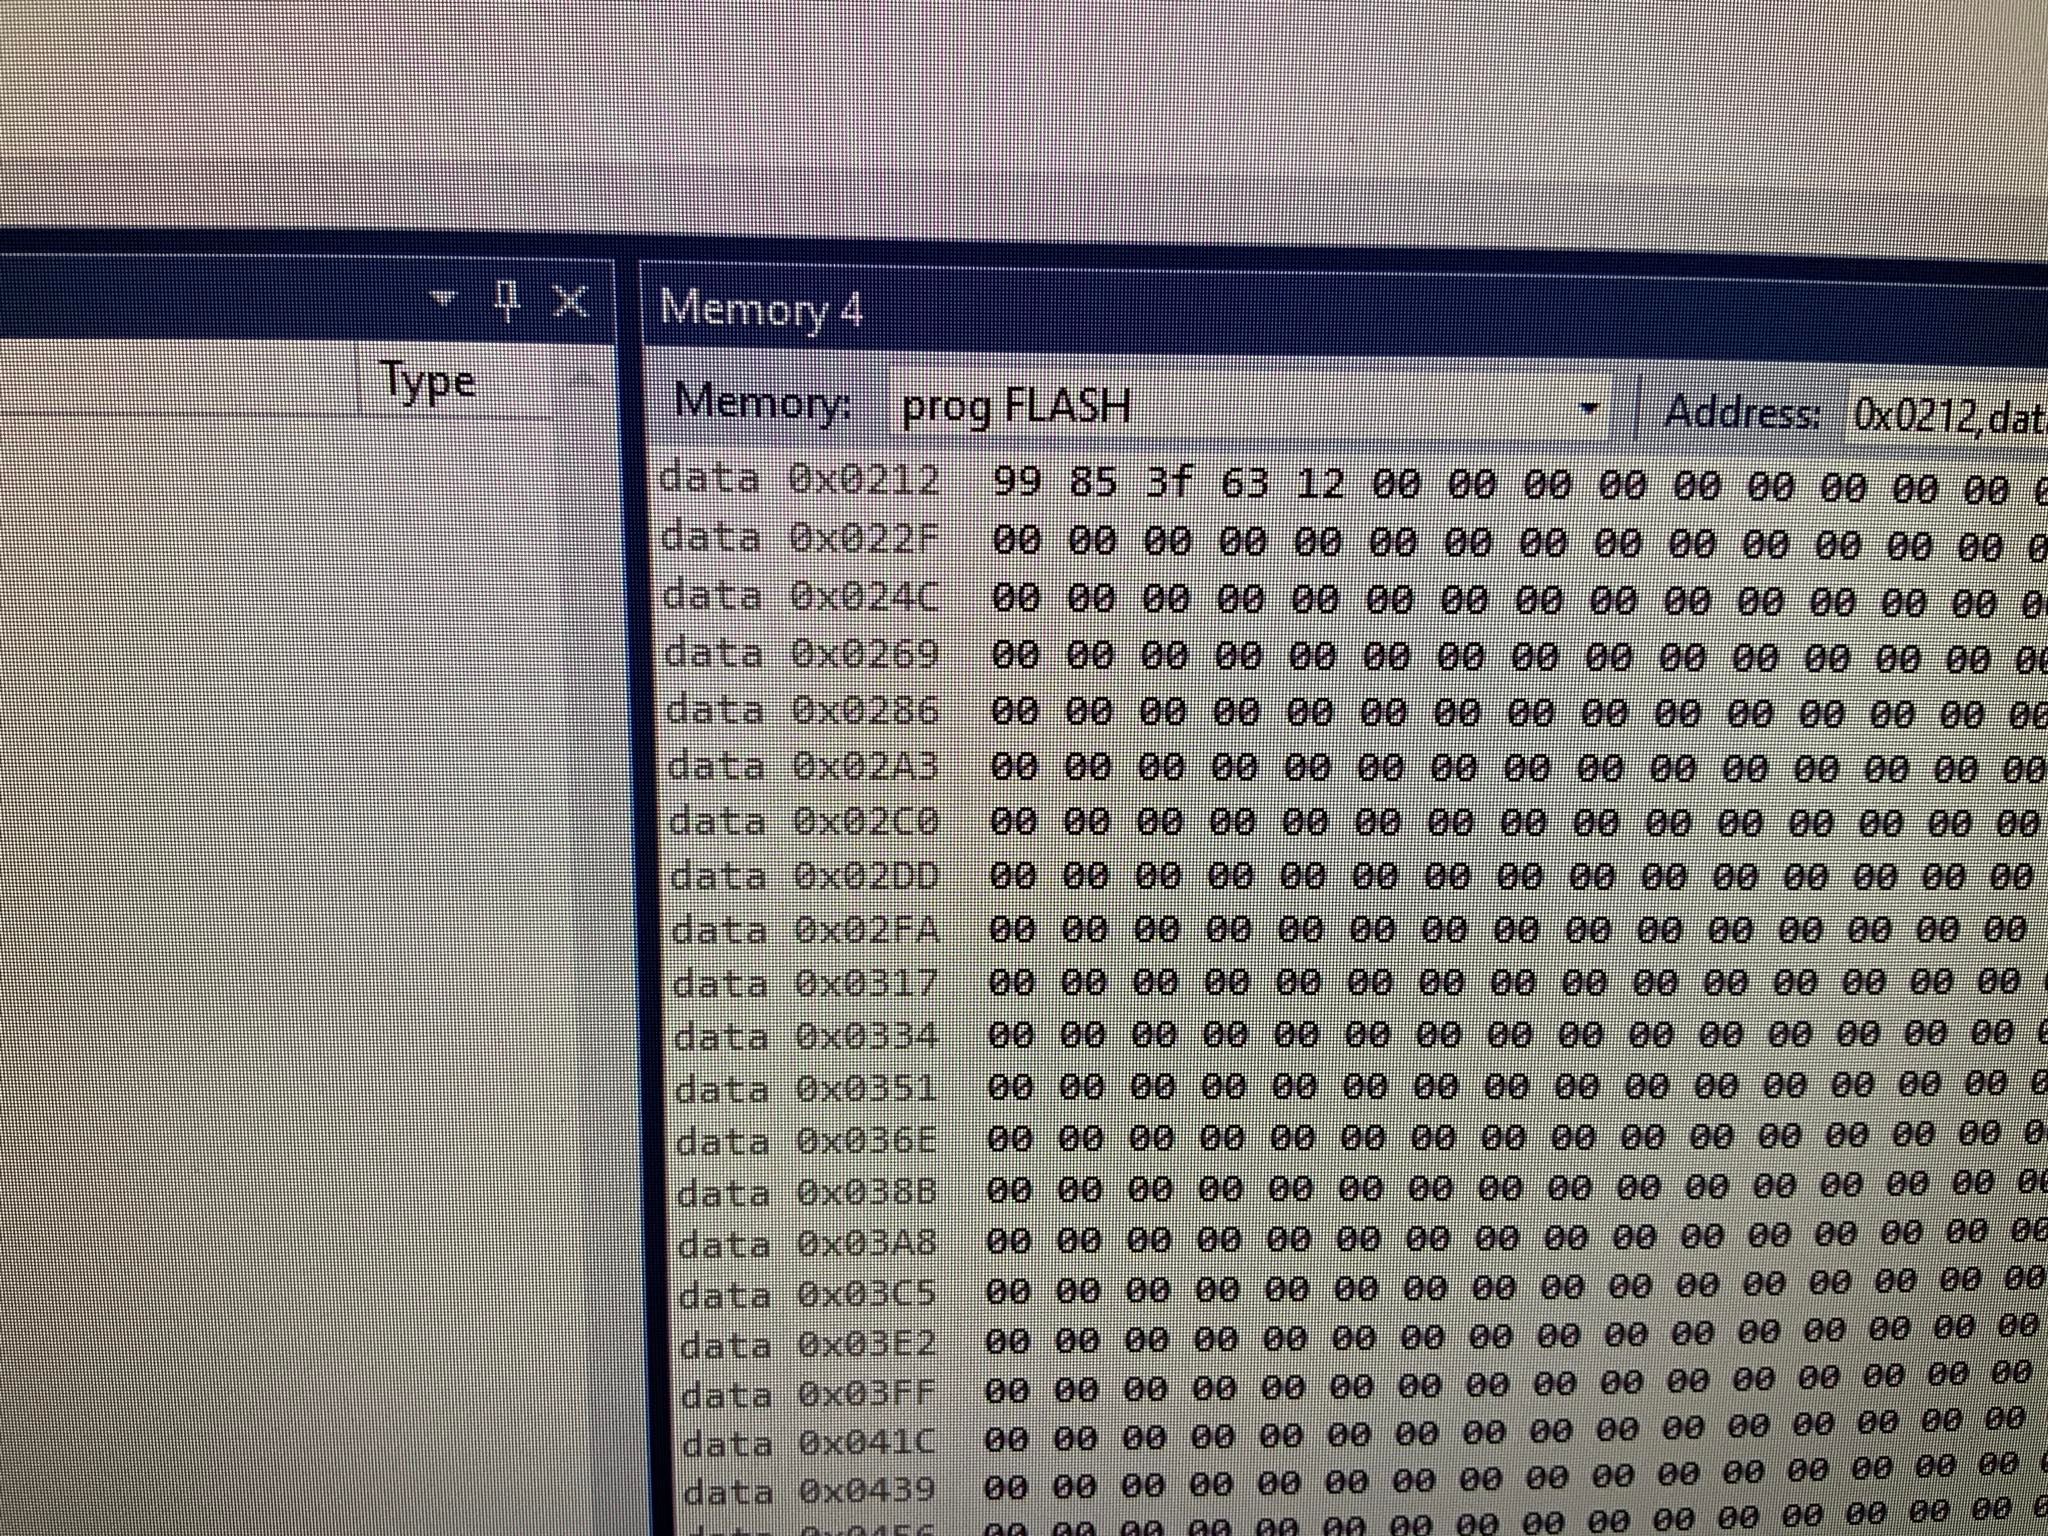 Memory 4
Type
Memory: prog FLASH Address: 0x0212,dat
data 0x0212 99 85 3f 63 12 00 00 00 00 00 00 00 00 00
data 0x022F 00 00 00 00 00 00 00 00 00 00 00 00 00 00
data 0x024C 00 00 00 00 00 00 00 00 00 00 00 00 00 00
data 0x0269 00 00 00 00 00 00 00 00 00 00 00 00 00 00 00
data 0x0286 00 00 00 00 00 00 00 00 00 00 00 00 00 00 00
data 0x02A3 00 00 00 00 00 00 00 00 00 00 00 00 00 00 00
data 0x02C0 00 00 00 00 00 00 00 00 00 00 00 00 00 00 00
data 0x02DD 00 00 00 00 00 00 00 00 00 00 00 00 00 00 00
data 0x02FA 00 00 00 00 00 00 00 00 00 00 00 00 00 00 00
data 0x0317 00 00 00 00 00 00 00 00 00 00 00 00 00 00 00
data 0x0334 00 00 00 00 00 00 00 00 00 00 00 00 00 00 00
data 0x0351 00 00 00 00 00 00 00 00 00 00 00 00 00 00 00
data 0x036E 00 00 00 00 00 00 00 00 00 00 00 00 00 00 00
data 0x038B 00 00 00 00 00 00 00 00 00 00 00 00 00 00 00
data 0x03A8 00 00 00 00 00 00 00 00 00 00 00 00 00 00 00
data 0x03C5 00 00 00 00 00 00 00 00 00 00 00 00 00 00 00 00
data 0x03E2 00 00 00 00 00 00 00 00 00 00 00 00 00 00 00 00
data 0x03FF 00 00 00 00 00 00 00 00 00 00 00 00 00 00 00 00
data 0x041C 00 00 00 00 00 00 00 00 00 00 00 00 00 00 00 00
data 0x0439 00 00 00 00 00 00 00 00 00 00 00 00 00 00 00 00